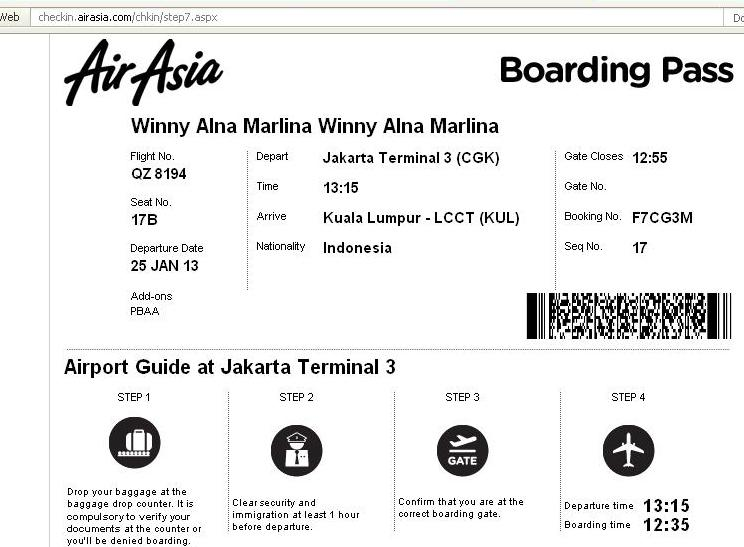 Web checkin.airasia.com/chkin/step7.aspx
AirAsia Boarding Pass
Winny Alna Marlina Winny Alna Marlina
Flight No.
QZ 8194
Seat No.
17B
Departure Date
25 JAN 13
Add-ons
PBAA
Depart Jakarta Terminal 3 (CGK)
Time 13:15
Arrive Kuala Lumpur - LCCT (KUL)
Nationality Indonesia
Gate Closes 12:55
Gate No.
Booking No. F7CG3M
Seq No. 17
Airport Guide at Jakarta Terminal 3
STEP 1
Drop your baggage at the
baggage drop counter. It is
compulsory to verify your
documents at the counter or
you'll be denied boarding.
STEP 2
Clear security and
immigration at least 1 hour
before departure.
STEP 3
GATE
Confirm that you are at the
correct boarding gate.
STEP 4
Departure time 13:15
Boarding time 12:35